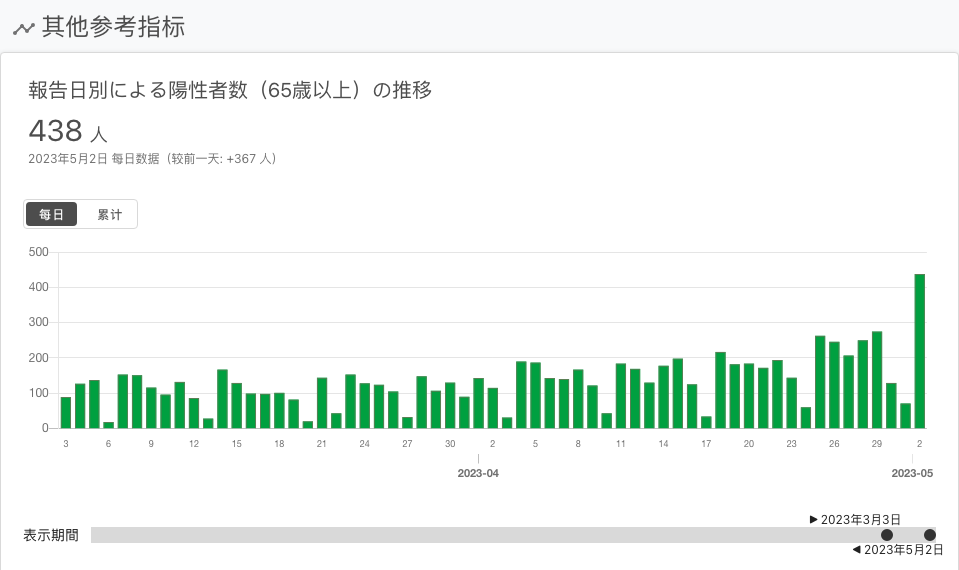 其他参考指标
報告日別による陽性者数（65歳以上）の推移
438 人
2023年5月2日 每日数据（较前一天: +367 人）
每日 累计
500
400
300
200
100
0
3 6 9 12 15 18 21 24 27 30 2 5 8 11 14 17 20 23 26 29 2
2023-04 2023-05
▶ 2023年3月3日
表示期間
◀ 2023年5月2日